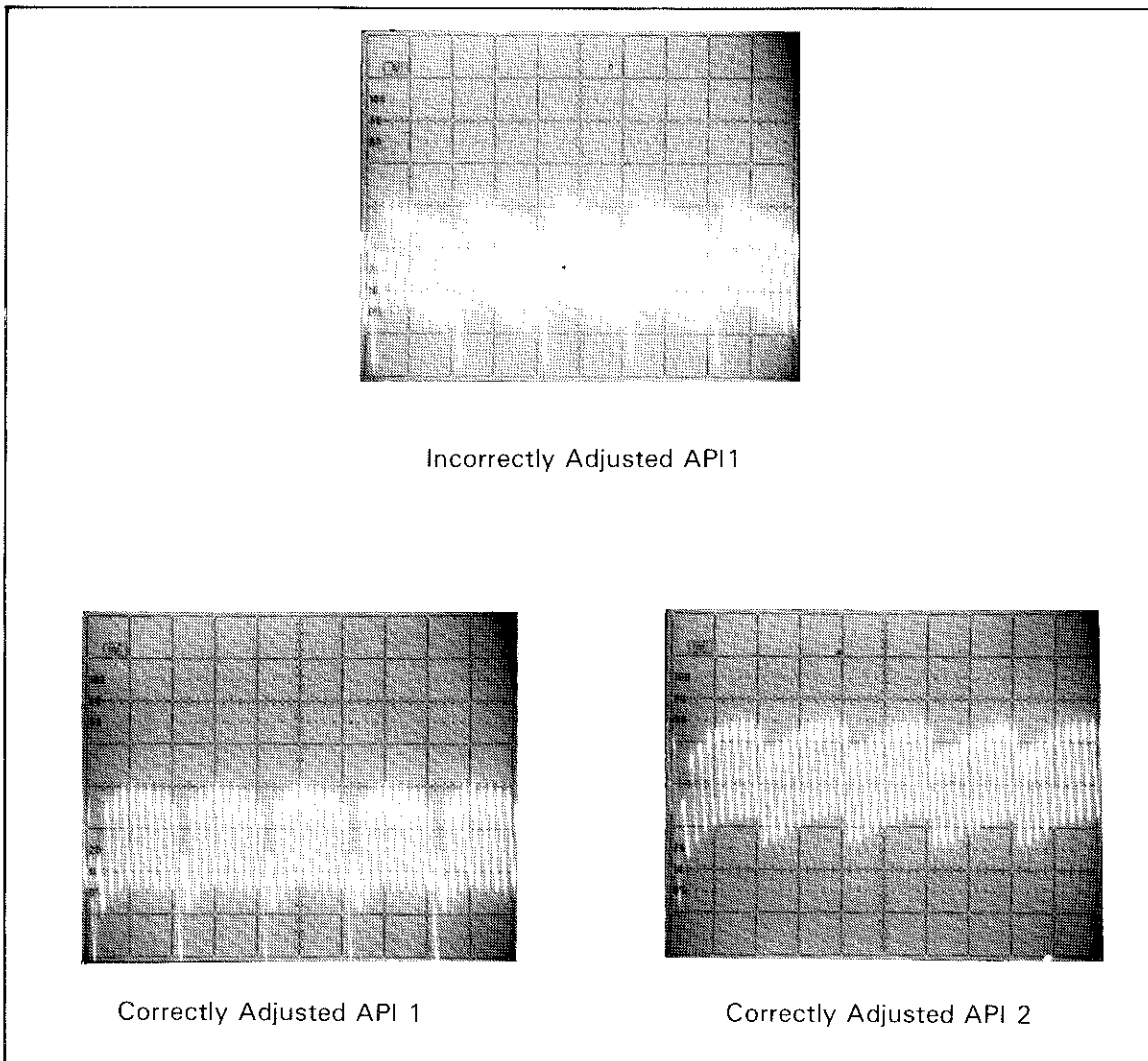 Incorrectly Adjusted API1
Correctly Adjusted API 1
Correctly Adjusted API 2